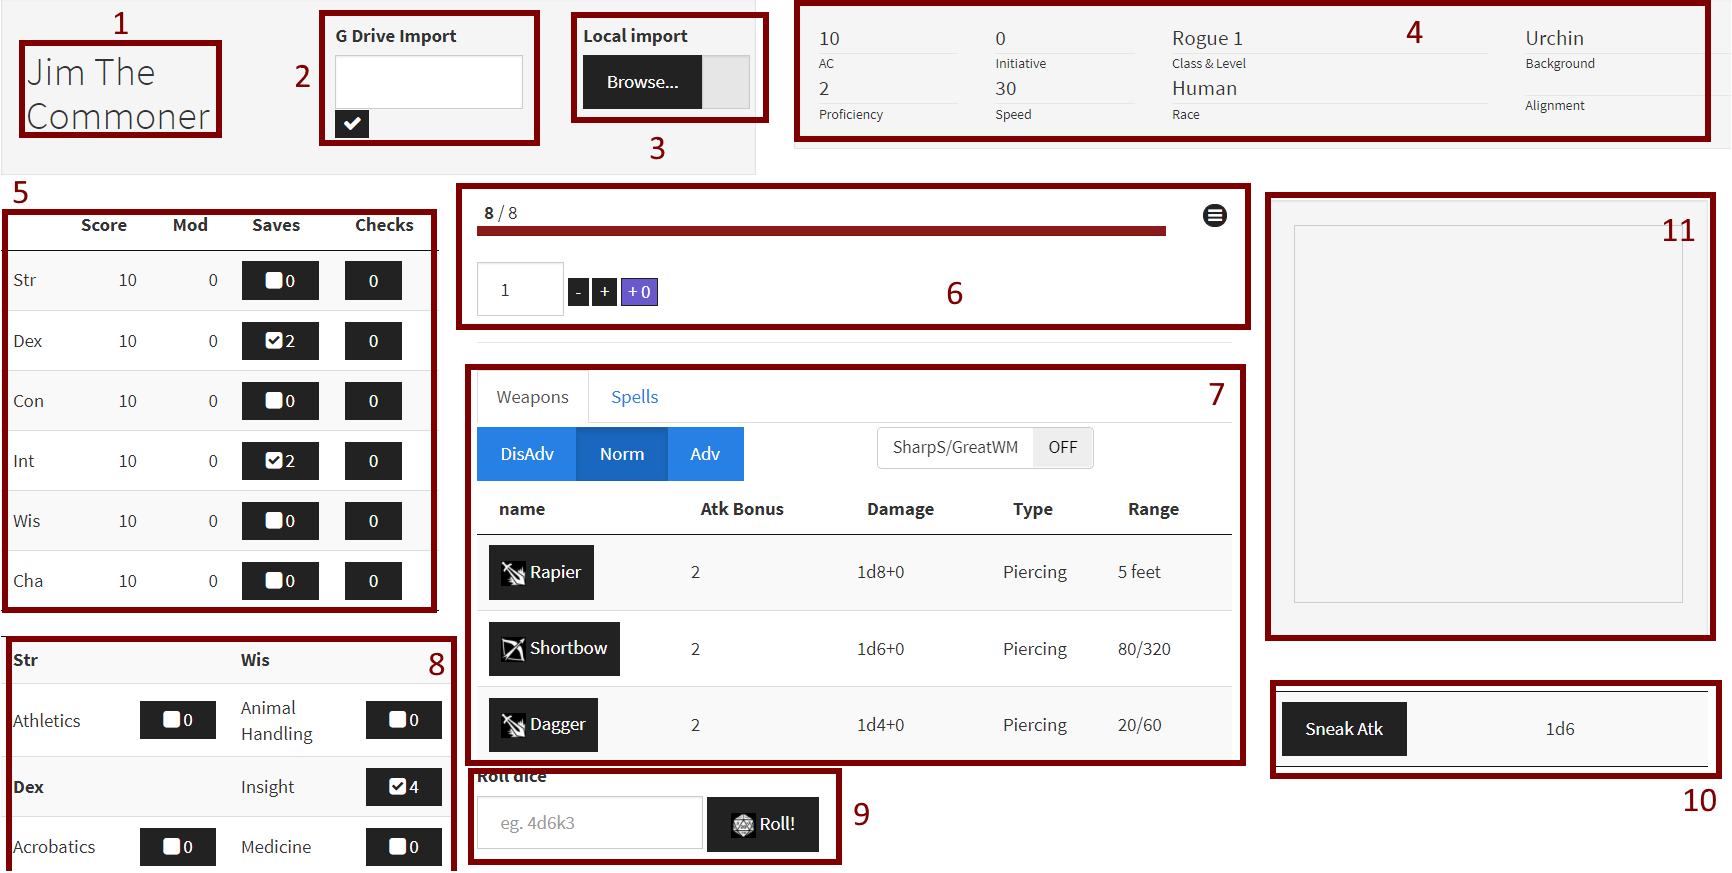 1
Jim The
Commoner
2
G Drive Import
3
Local import
Browse...
4
10 0 Rogue 1 Urchin
AC Initiative Class & Level Background
2 30 Human
Proficiency Speed Race Alignment
5
Score Mod Saves Checks
Str 10 0 0 0
Dex 10 0 2 0
Con 10 0 0 0
Int 10 0 2 0
Wis 10 0 0 0
Cha 10 0 0 0
6
8 / 8
1 - + + 0
7
Weapons Spells
DisAdv Norm Adv SharpS/GreatWM OFF
name Atk Bonus Damage Type Range
Rapier 2 1d8+0 Piercing 5 feet
Shortbow 2 1d6+0 Piercing 80/320
Dagger 2 1d4+0 Piercing 20/60
8
Str Wis
Athletics 0 Animal
Handling 0
Dex Insight 4
Acrobatics 0 Medicine 0
9
Roll dice
eg. 4d6k3 Roll!
11
Sneak Atk 1d6
10